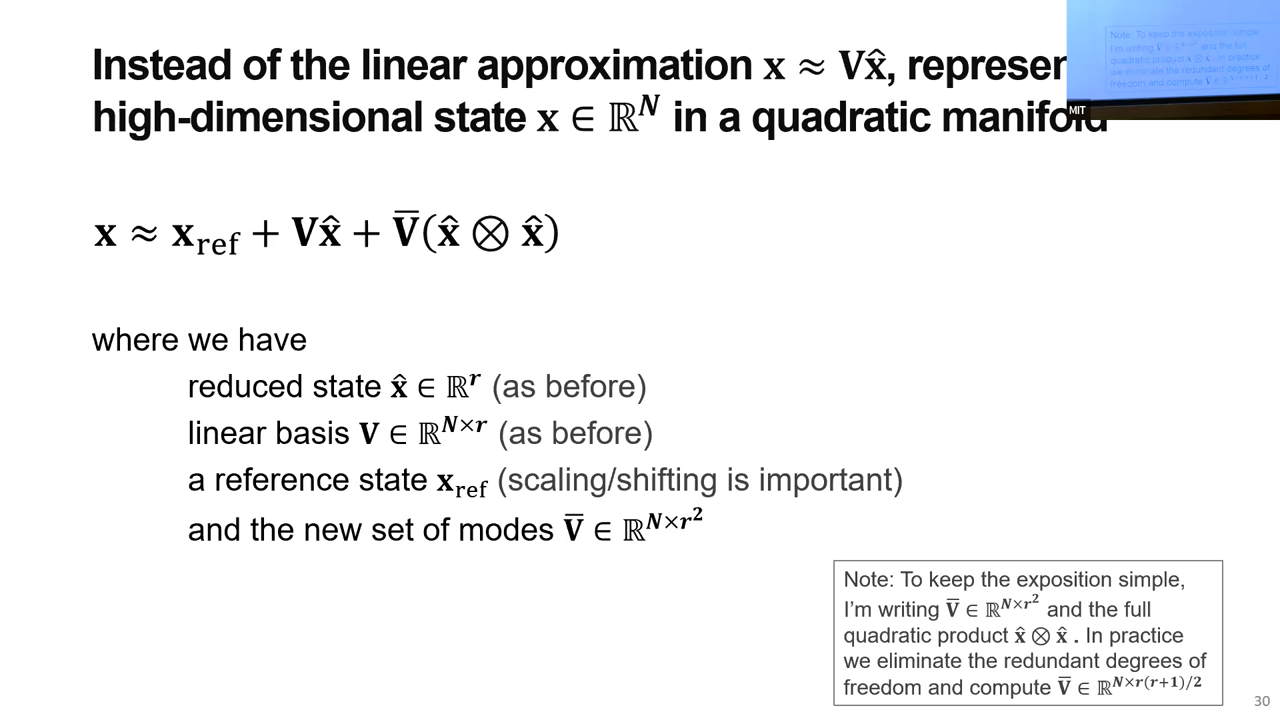 Instead of the linear approximation 𝐱 ≈ 𝐕𝐱̂, represen
high-dimensional state 𝐱 ∈ ℝᴺ in a quadratic manifold
MIT
𝐱 ≈ 𝐱_ref + 𝐕𝐱̂ + 𝐕̅(𝐱̂ ⊗ 𝐱̂)
where we have
reduced state 𝐱̂ ∈ ℝ^r (as before)
linear basis 𝐕 ∈ ℝ^{N×r} (as before)
a reference state 𝐱_ref (scaling/shifting is important)
and the new set of modes 𝐕̅ ∈ ℝ^{N×r²}
Note: To keep the exposition simple,
I'm writing 𝐕̅ ∈ ℝ^{N×r²} and the full
quadratic product 𝐱̂ ⊗ 𝐱̂ . In practice
we eliminate the redundant degrees of
freedom and compute 𝐕̅ ∈ ℝ^{N×r(r+1)/2}
30